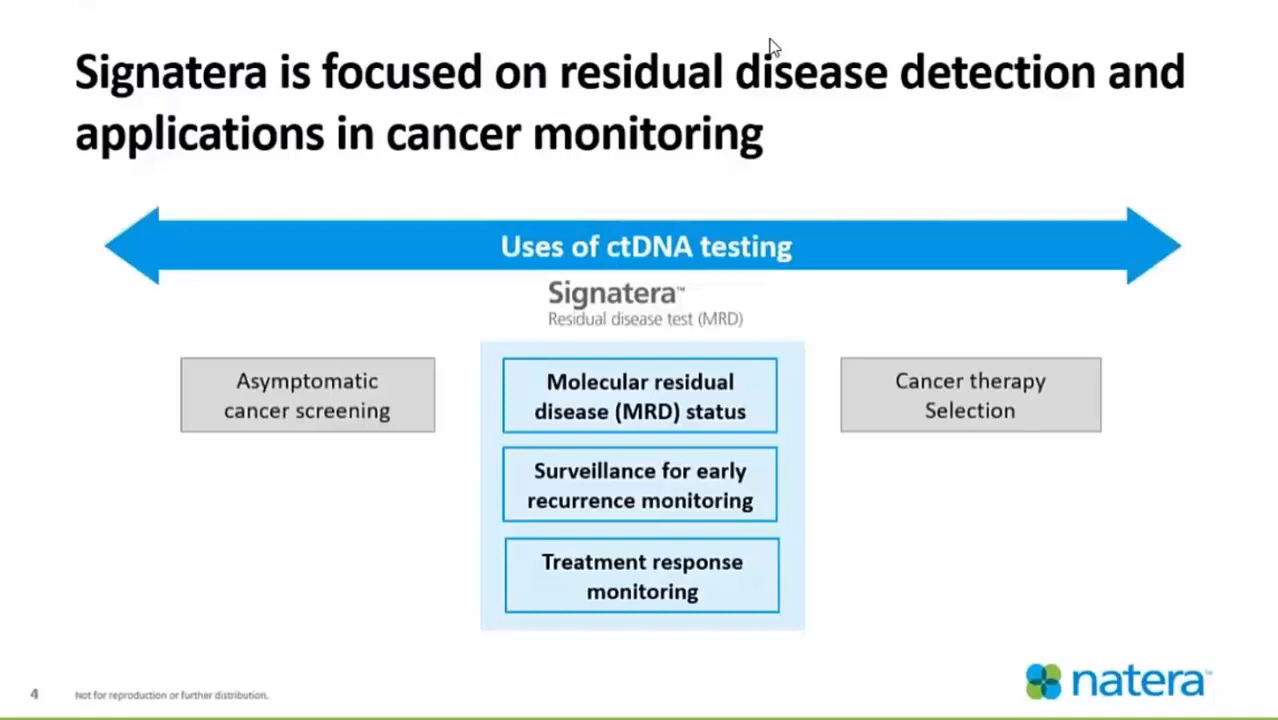 Signatera is focused on residual disease detection and
applications in cancer monitoring
Uses of ctDNA testing
Signatera™
Residual disease test (MRD)
Asymptomatic
cancer screening
Molecular residual
disease (MRD) status
Surveillance for early
recurrence monitoring
Treatment response
monitoring
Cancer therapy
Selection
4
Not for reproduction or further distribution.
natera™